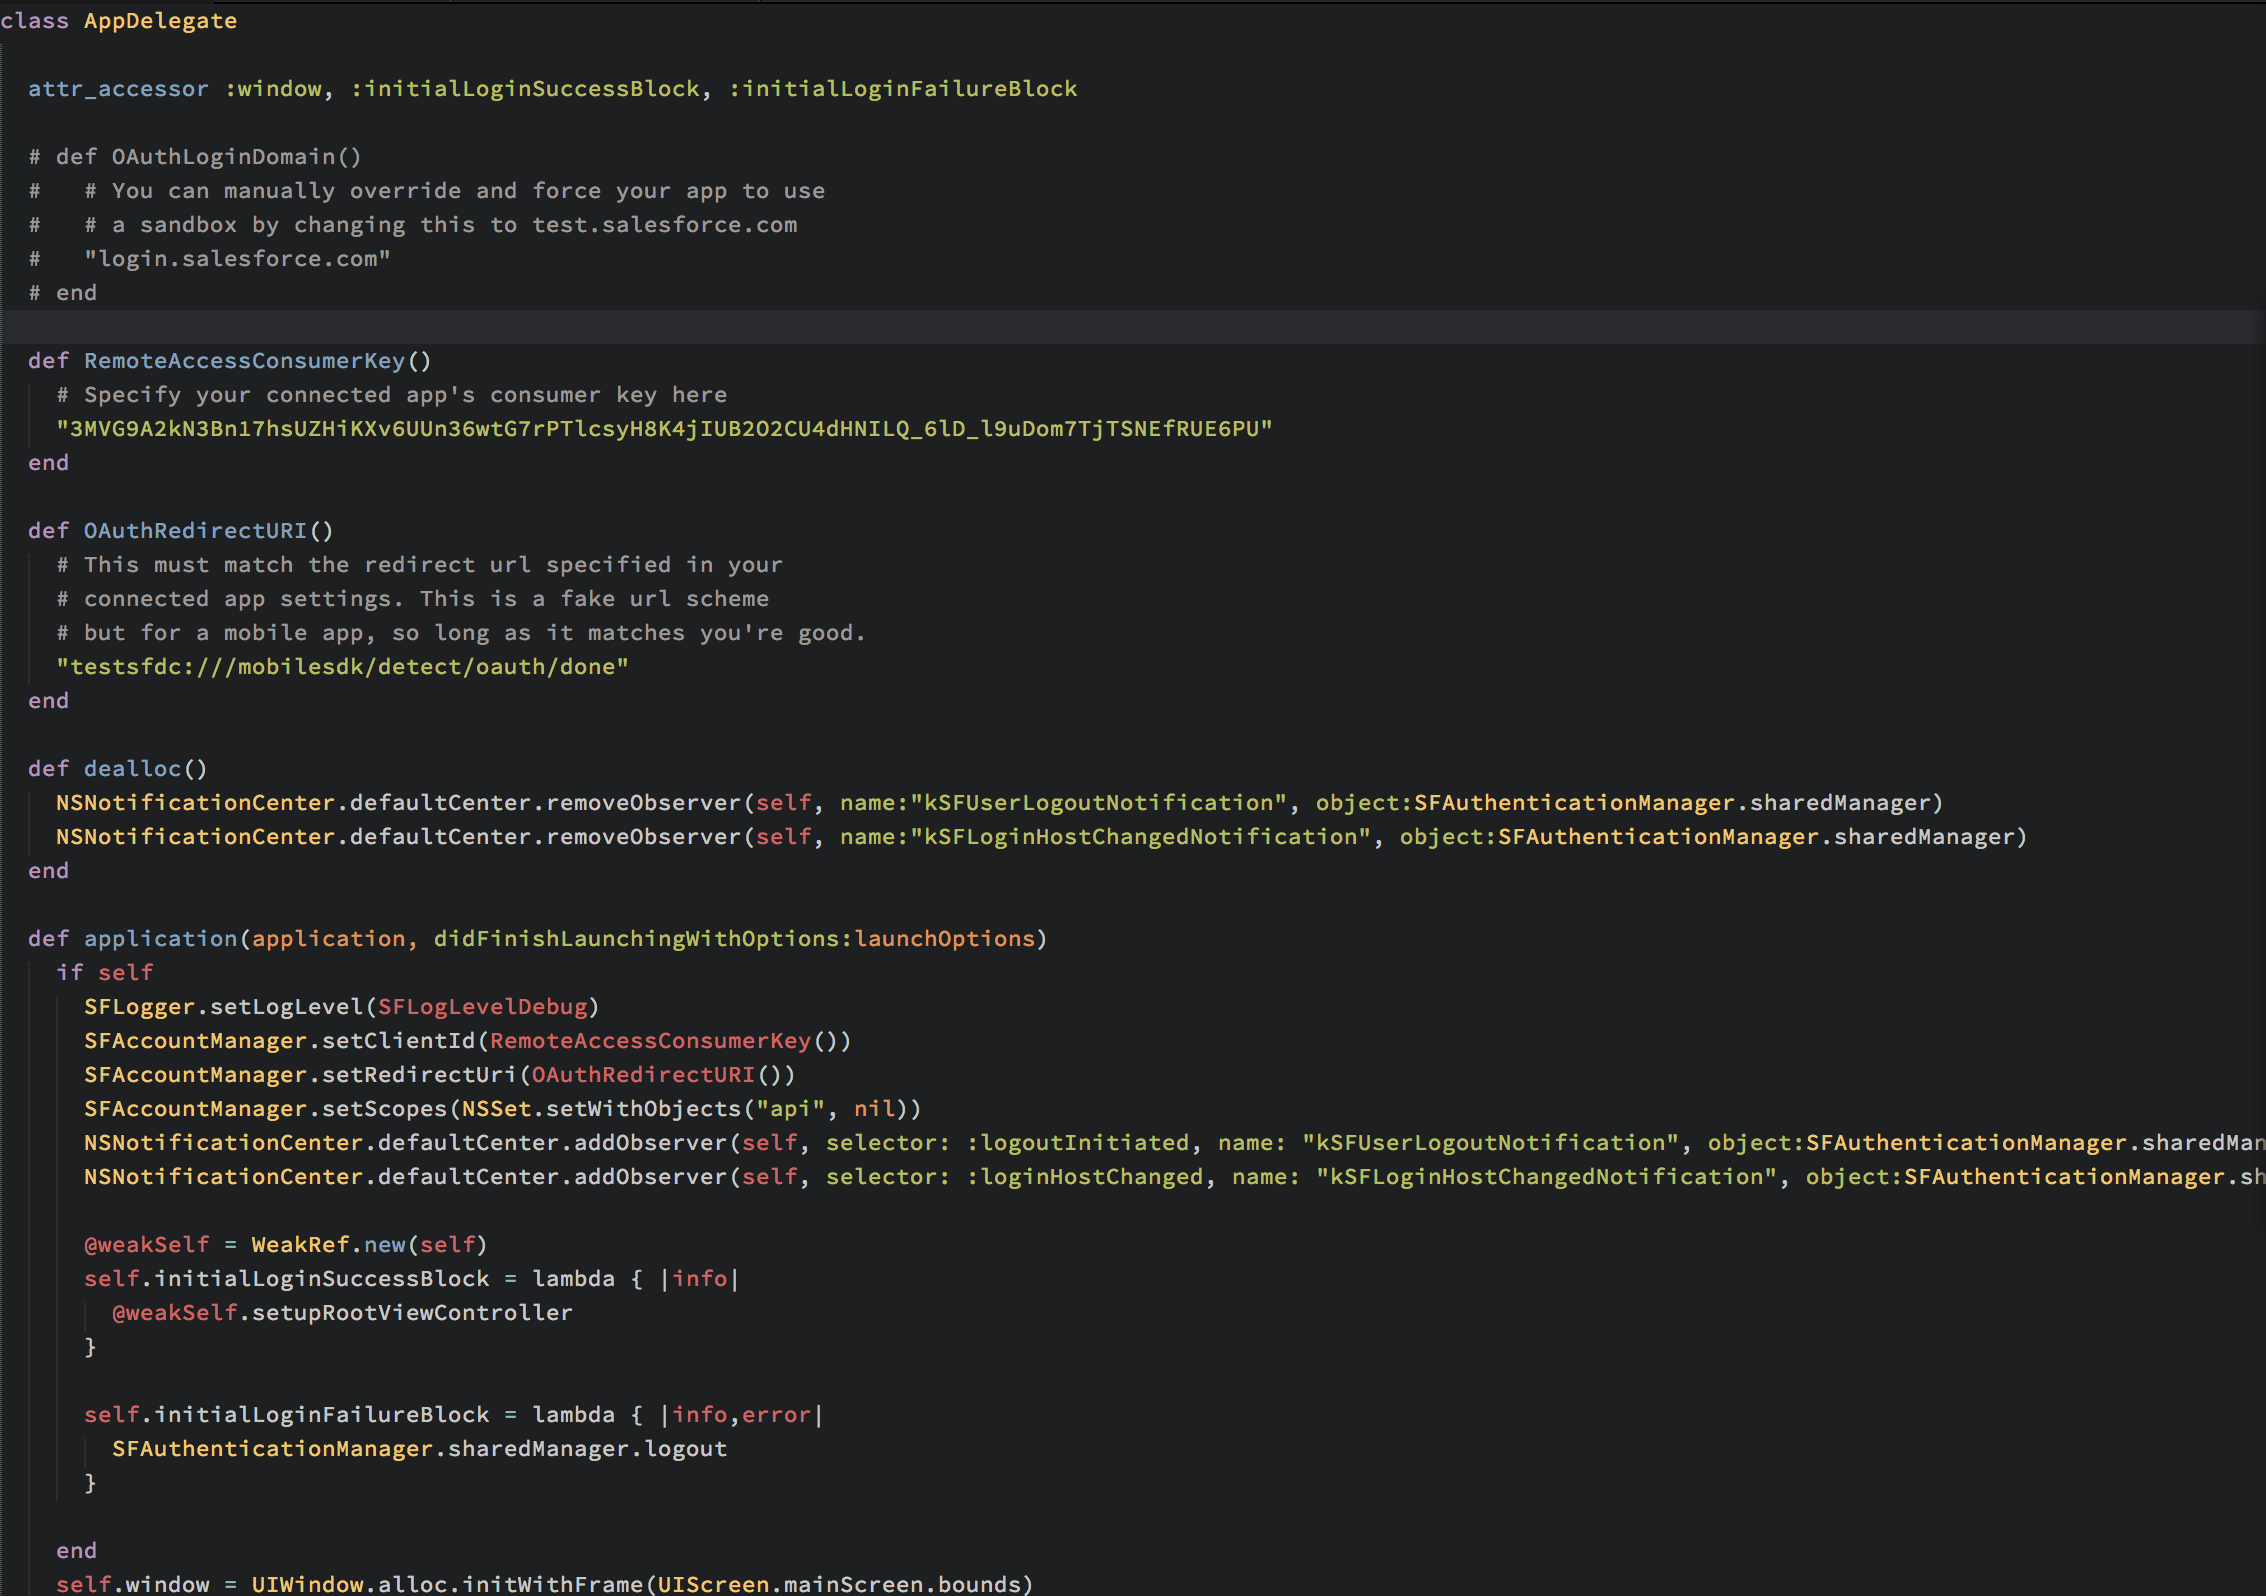 class AppDelegate
attr_accessor :window, :initialLoginSuccessBlock, :initialLoginFailureBlock
# def OAuthLoginDomain()
#   # You can manually override and force your app to use
#   # a sandbox by changing this to test.salesforce.com
#   "login.salesforce.com"
# end
def RemoteAccessConsumerKey()
# Specify your connected app's consumer key here
"3MVG9A2kN3Bn17hsUZHiKXv6UUn36wtG7rPTlcsyH8K4jIUB2O2CU4dHNILQ_6lD_l9uDom7TjTSNEfRUE6PU"
end
def OAuthRedirectURI()
# This must match the redirect url specified in your
# connected app settings. This is a fake url scheme
# but for a mobile app, so long as it matches you're good.
"testsfdc:///mobilesdk/detect/oauth/done"
end
def dealloc()
NSNotificationCenter.defaultCenter.removeObserver(self, name:"kSFUserLogoutNotification", object:SFAuthenticationManager.sharedManager)
NSNotificationCenter.defaultCenter.removeObserver(self, name:"kSFLoginHostChangedNotification", object:SFAuthenticationManager.sharedManager)
end
def application(application, didFinishLaunchingWithOptions:launchOptions)
if self
SFLogger.setLogLevel(SFLogLevelDebug)
SFAccountManager.setClientId(RemoteAccessConsumerKey())
SFAccountManager.setRedirectUri(OAuthRedirectURI())
SFAccountManager.setScopes(NSSet.setWithObjects("api", nil))
NSNotificationCenter.defaultCenter.addObserver(self, selector: :logoutInitiated, name: "kSFUserLogoutNotification", object:SFAuthenticationManager.sharedMan
NSNotificationCenter.defaultCenter.addObserver(self, selector: :loginHostChanged, name: "kSFLoginHostChangedNotification", object:SFAuthenticationManager.sh
@weakSelf = WeakRef.new(self)
self.initialLoginSuccessBlock = lambda { |info|
@weakSelf.setupRootViewController
}
self.initialLoginFailureBlock = lambda { |info,error|
SFAuthenticationManager.sharedManager.logout
}
end
self.window = UIWindow.alloc.initWithFrame(UIScreen.mainScreen.bounds)